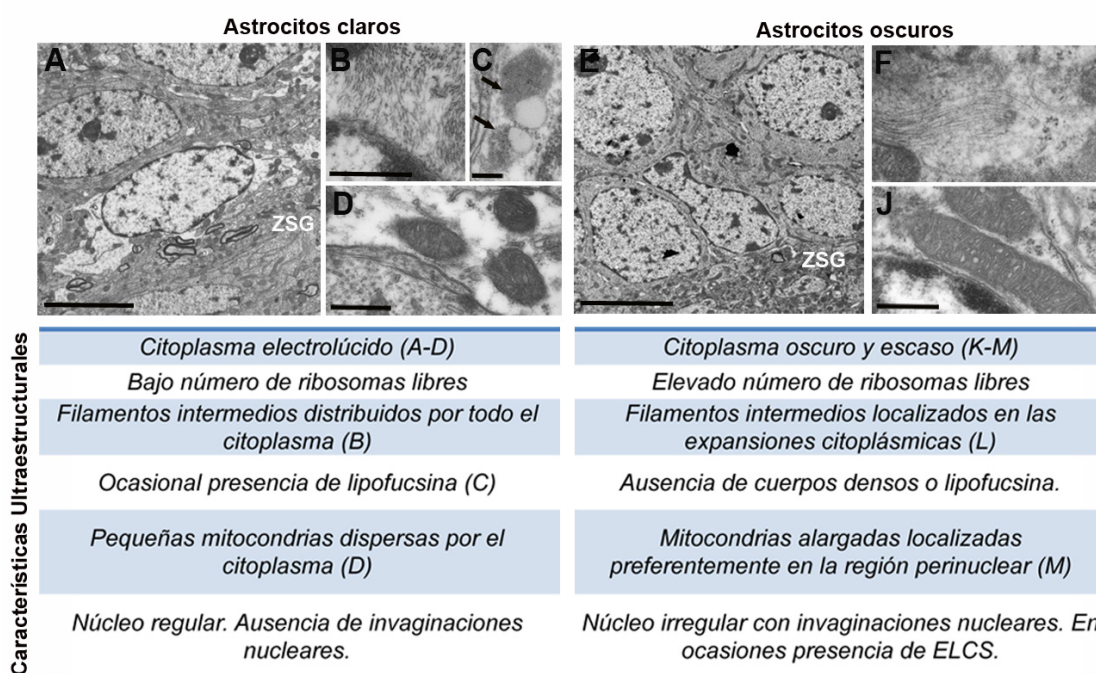 Astrocitos claros
Astrocitos oscuros
A
B
C
E
F
D
J
ZSG
ZSG
Características Ultraestructurales
Citoplasma electrolúcido (A-D)
Bajo número de ribosomas libres
Filamentos intermedios distribuidos por todo el
citoplasma (B)
Ocasional presencia de lipofucsina (C)
Pequeñas mitocondrias dispersas por el
citoplasma (D)
Núcleo regular. Ausencia de invaginaciones
nucleares.
Citoplasma oscuro y escaso (K-M)
Elevado número de ribosomas libres
Filamentos intermedios localizados en las
expansiones citoplásmicas (L)
Ausencia de cuerpos densos o lipofucsina.
Mitocondrias alargadas localizadas
preferentemente en la región perinuclear (M)
Núcleo irregular con invaginaciones nucleares. En
ocasiones presencia de ELCS.